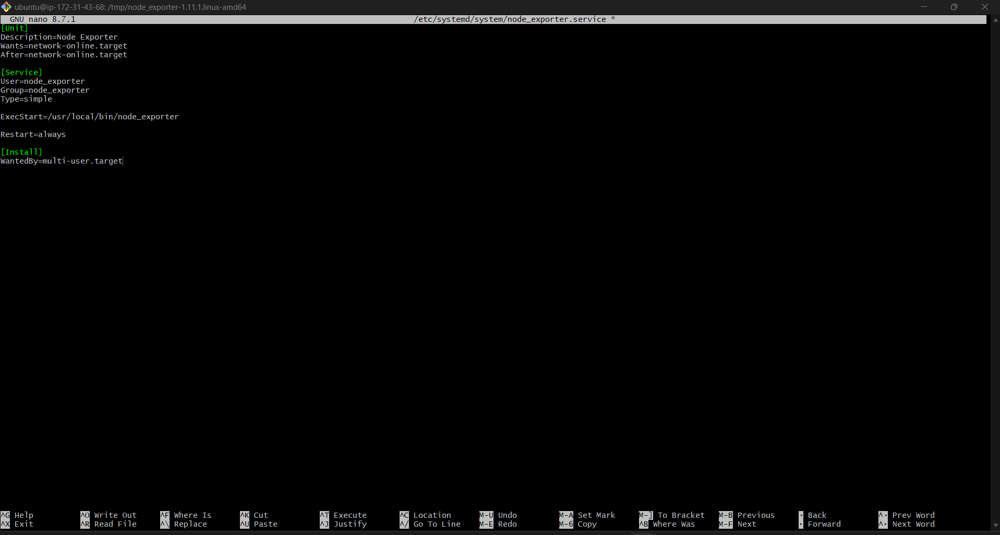 ubuntu@ip-172-31-43-68: /tmp/node_exporter-1.11.1.linux-amd64
GNU nano 8.7.1 /etc/systemd/system/node_exporter.service *
[Unit]
Description=Node Exporter
Wants=network-online.target
After=network-online.target
[Service]
User=node_exporter
Group=node_exporter
Type=simple
ExecStart=/usr/local/bin/node_exporter
Restart=always
[Install]
WantedBy=multi-user.target
^G Help ^O Write Out ^F Where Is ^K Cut ^T Execute ^C Location M-U Undo M-A Set Mark M-] To Bracket M-B Previous ◂ Back ^◂ Prev Word
^X Exit ^R Read File ^\ Replace ^U Paste ^J Justify ^/ Go To Line M-E Redo M-6 Copy ^B Where Was M-F Next ▸ Forward ^▸ Next Word